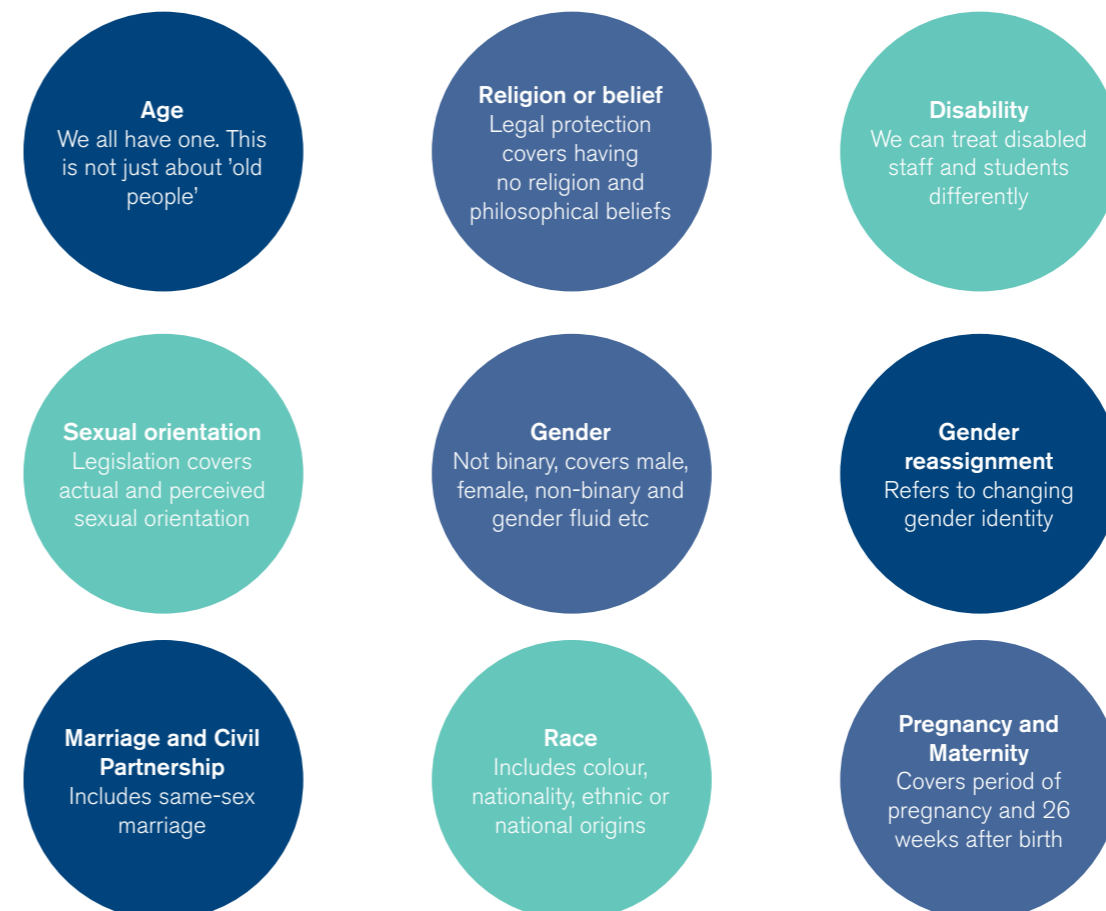 Age
We all have one. This
is not just about 'old
people'
Religion or belief
Legal protection
covers having
no religion and
philosophical beliefs
Disability
We can treat disabled
staff and students
differently
Sexual orientation
Legislation covers
actual and perceived
sexual orientation
Gender
Not binary, covers male,
female, non-binary and
gender fluid etc
Gender
reassignment
Refers to changing
gender identity
Marriage and Civil
Partnership
Includes same-sex
marriage
Race
Includes colour,
nationality, ethnic or
national origins
Pregnancy and
Maternity
Covers period of
pregnancy and 26
weeks after birth